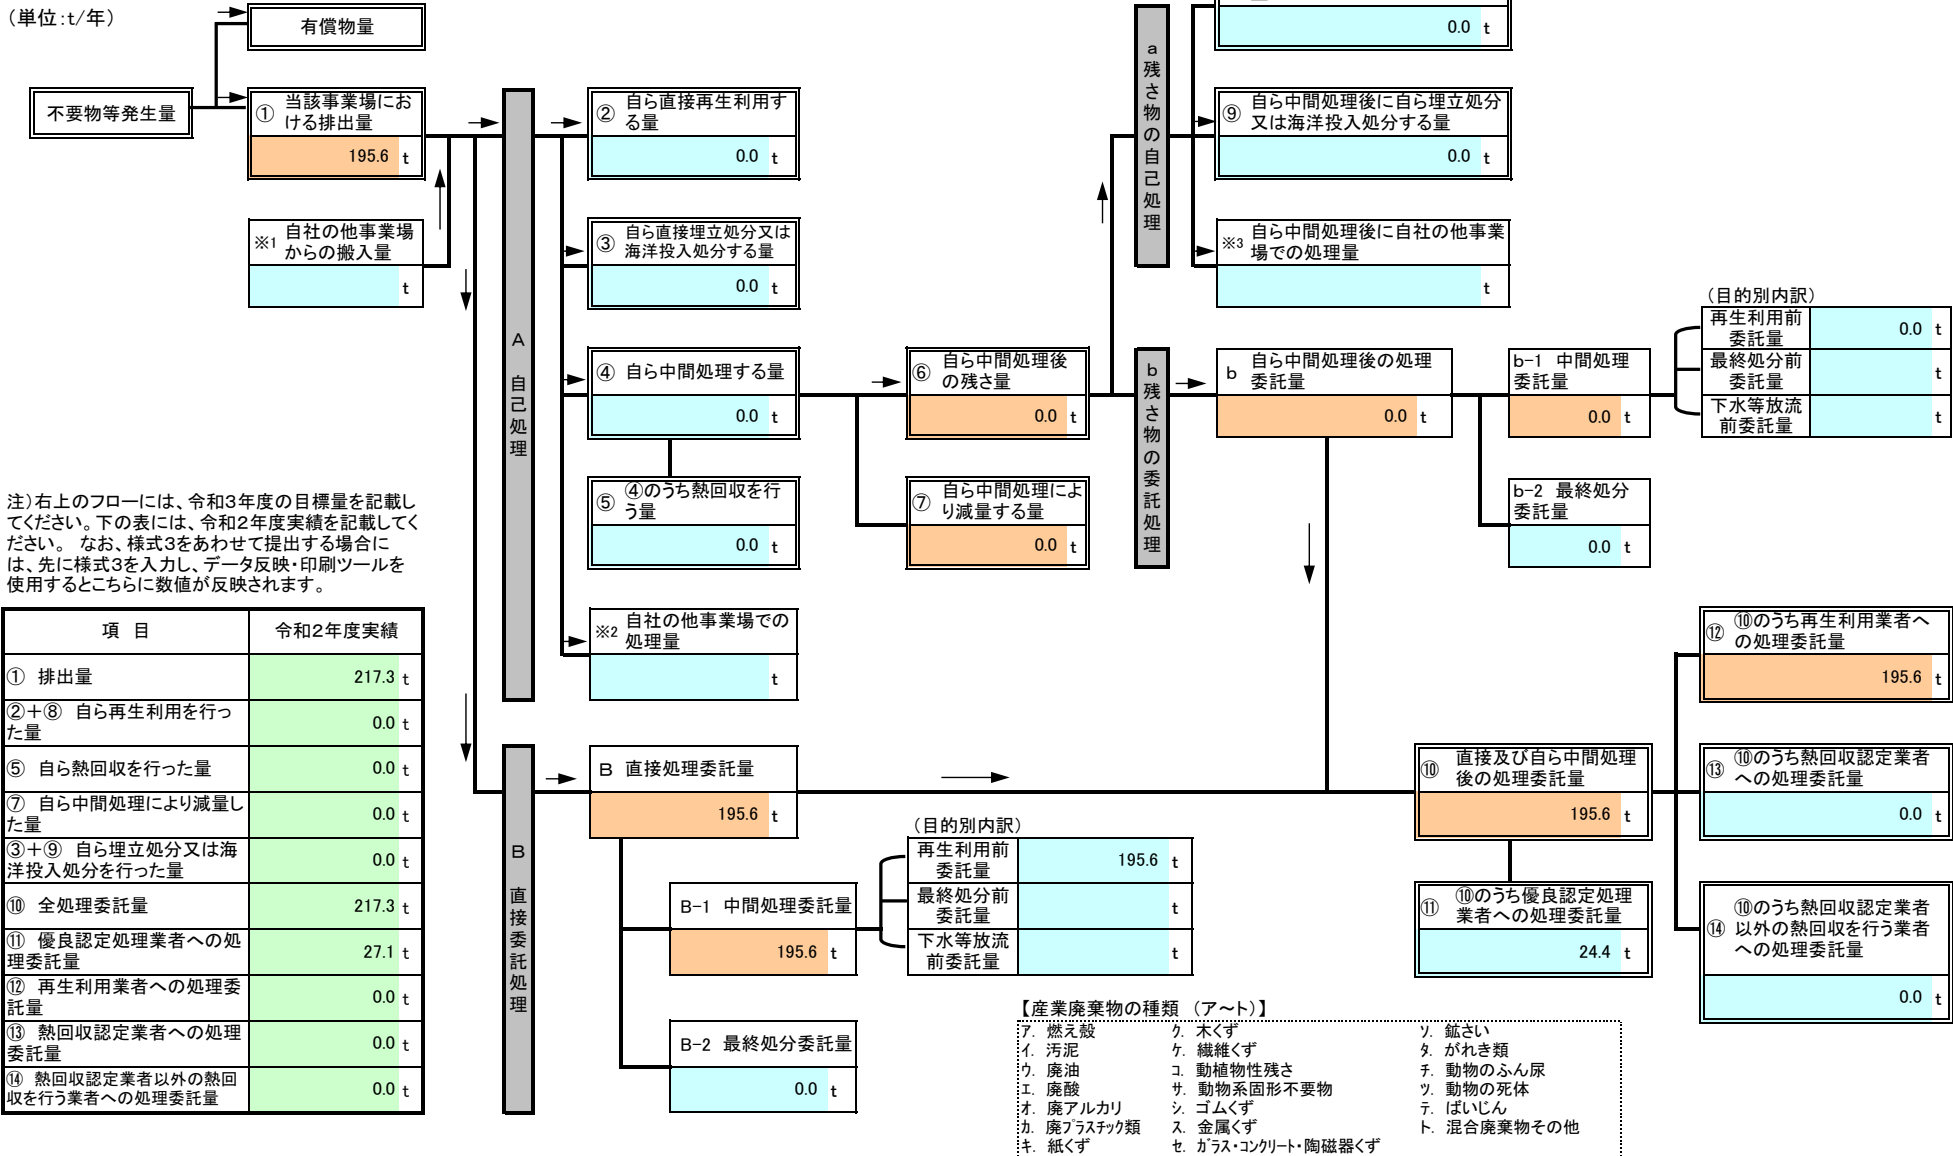 （単位：t/年）
有償物量
不要物等発生量
① 当該事業場にお
ける排出量
195.6 t
※1 自社の他事業場
からの搬入量
t
A 自己処理
② 自ら直接再生利用す
る量
0.0 t
③ 自ら直接埋立処分又は
海洋投入処分する量
0.0 t
④ 自ら中間処理する量
0.0 t
⑤ ④のうち熱回収を行
う量
0.0 t
※2 自社の他事業場での
処理量
t
⑥ 自ら中間処理後
の残さ量
0.0 t
⑦ 自ら中間処理によ
り減量する量
0.0 t
a 残さ物の自己処理
0.0 t
⑨ 自ら中間処理後に自ら埋立処分
又は海洋投入処分する量
0.0 t
※3 自ら中間処理後に自社の他事業
場での処理量
t
b 残さ物の委託処理
b 自ら中間処理後の処理
委託量
0.0 t
b-1 中間処理
委託量
0.0 t
b-2 最終処分
委託量
0.0 t
（目的別内訳）
再生利用前
委託量 0.0 t
最終処分前
委託量 t
下水等放流
前委託量 t
注）右上のフローには、令和3年度の目標量を記載し
てください。下の表には、令和２年度実績を記載してく
ださい。 なお、様式3をあわせて提出する場合に
は、先に様式3を入力し、データ反映・印刷ツールを
使用するとこちらに数値が反映されます。
項 目 令和２年度実績
① 排出量 217.3 t
②＋⑧ 自ら再生利用を行っ
た量 0.0 t
⑤ 自ら熱回収を行った量 0.0 t
⑦ 自ら中間処理により減量し
た量 0.0 t
③＋⑨ 自ら埋立処分又は海
洋投入処分を行った量 0.0 t
⑩ 全処理委託量 217.3 t
⑪ 優良認定処理業者への処
理委託量 27.1 t
⑫ 再生利用業者への処理委
託量 0.0 t
⑬ 熱回収認定業者への処理
委託量 0.0 t
⑭ 熱回収認定業者以外の熱回
収を行う業者への処理委託量 0.0 t
B 直接委託処理
B 直接処理委託量
195.6 t
B-1 中間処理委託量
195.6 t
B-2 最終処分委託量
0.0 t
（目的別内訳）
再生利用前
委託量 195.6 t
最終処分前
委託量 t
下水等放流
前委託量 t
⑩ 直接及び自ら中間処理
後の処理委託量
195.6 t
⑪ ⑩のうち優良認定処理
業者への処理委託量
24.4 t
⑫ ⑩のうち再生利用業者へ
の処理委託量
195.6 t
⑬ ⑩のうち熱回収認定業者
への処理委託量
0.0 t
⑭ ⑩のうち熱回収認定業者
以外の熱回収を行う業者
への処理委託量
0.0 t
【産業廃棄物の種類 （ア～ト）】
ｱ. 燃え殻 ｸ. 木くず ｿ. 鉱さい
ｲ. 汚泥 ｹ. 繊維くず ﾀ. がれき類
ｳ. 廃油 ｺ. 動植物性残さ ﾁ. 動物のふん尿
ｴ. 廃酸 ｻ. 動物系固形不要物 ﾂ. 動物の死体
ｵ. 廃アルカリ ｼ. ゴムくず ﾃ. ばいじん
ｶ. 廃ﾌﾟﾗｽﾁｯｸ類 ｽ. 金属くず ﾄ. 混合廃棄物その他
ｷ. 紙くず ｾ. ｶﾞﾗｽ・ｺﾝｸﾘｰﾄ・陶磁器くず